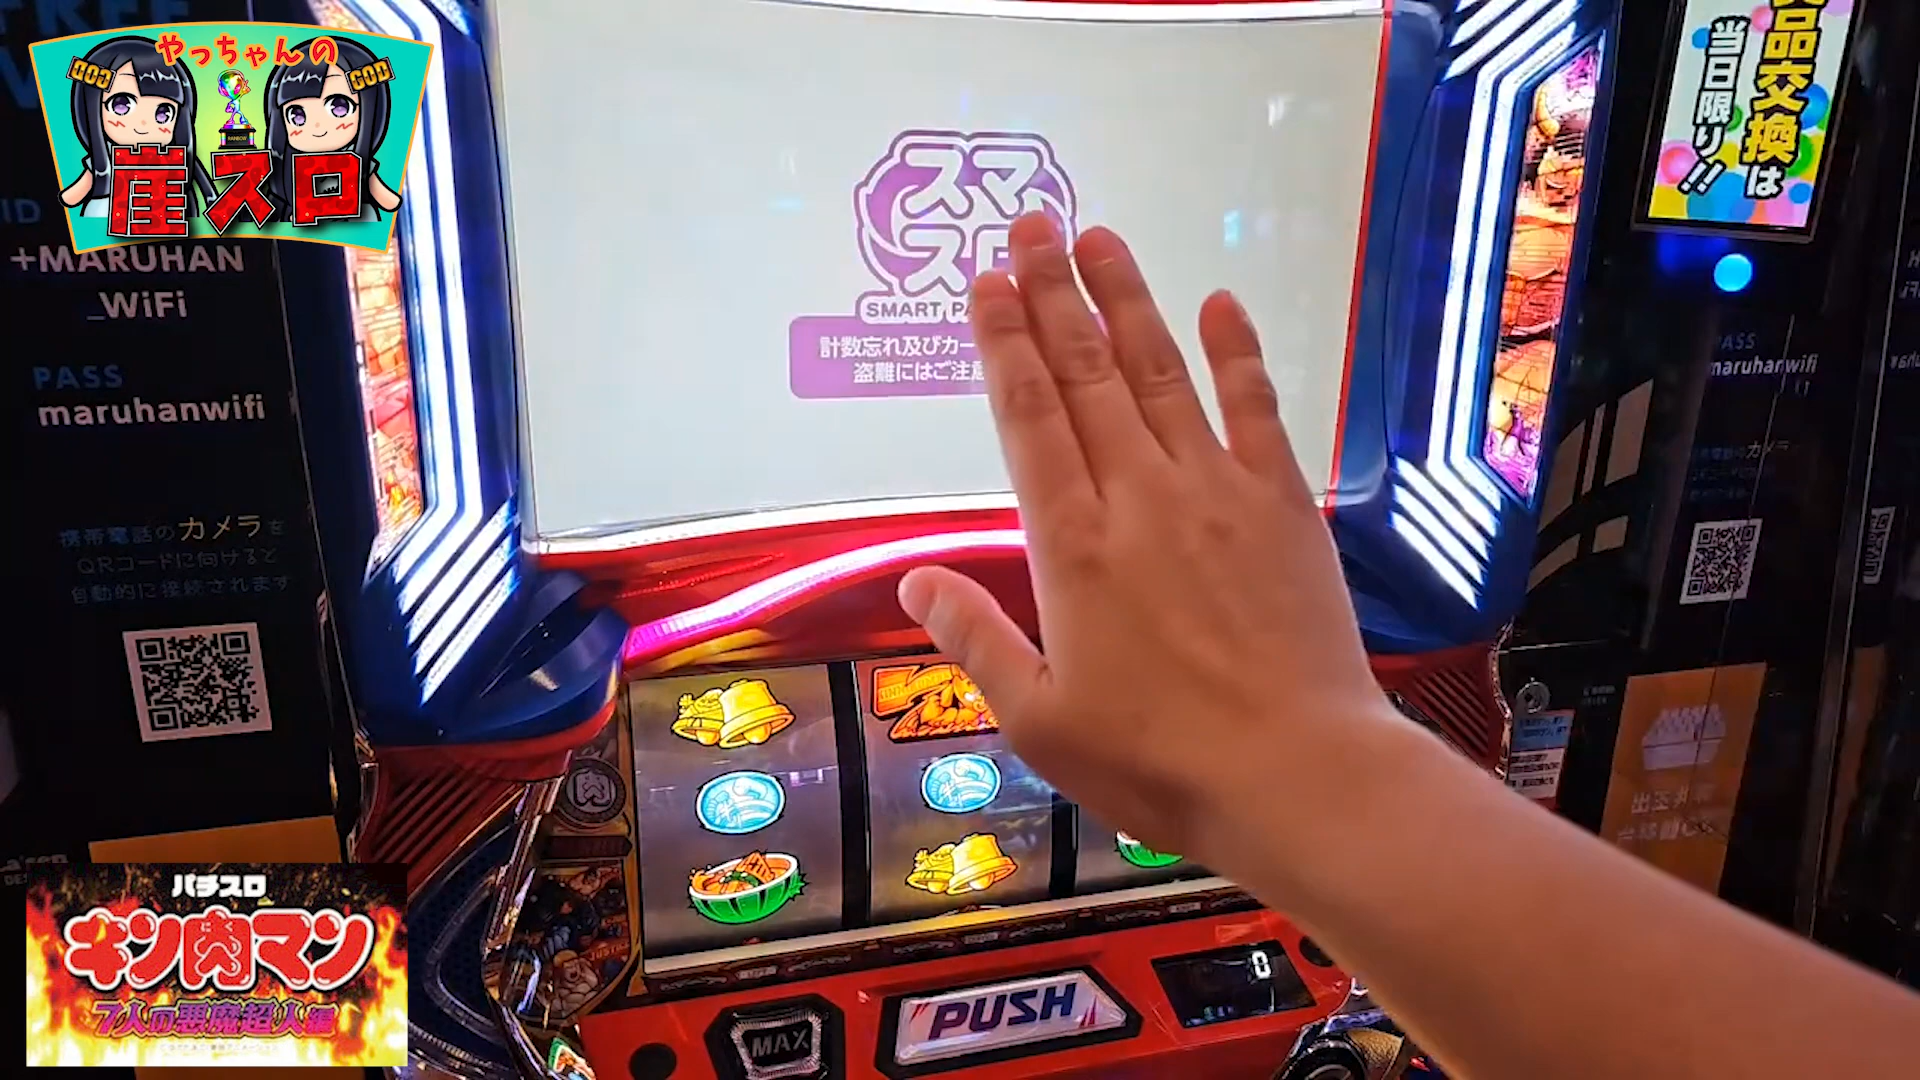 やっちゃんの
GOD
GOD
RAINBOW
崖スロ
FREE
ID
+MARUHAN
_WiFi
PASS
maruhanwifi
携帯電話のカメラを
QRコードに向けると
自動的に接続されます
パチスロ
キン肉マン
7人の悪魔超人編
スマ
スロ
SMART PA
計数忘れ及びカー
盗難にはご注意
MAX
PUSH
0
品交換は
当日限り!!
PASS
maruhanwifi